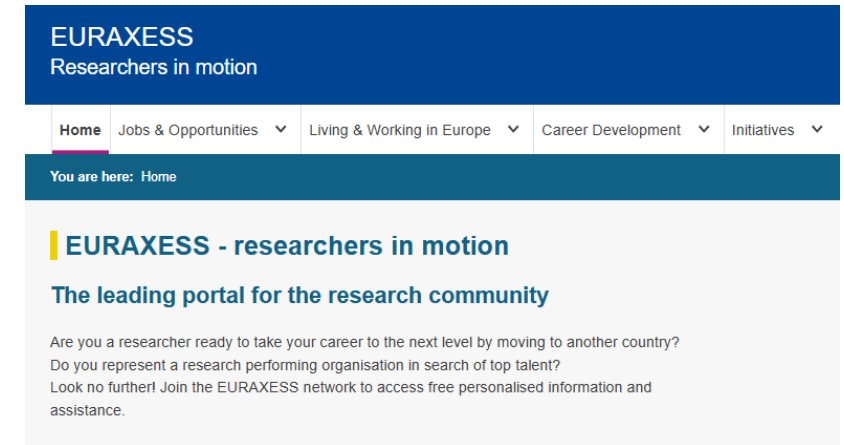 EURAXESS
Researchers in motion
Home Jobs & Opportunities Living & Working in Europe Career Development Initiatives
You are here: Home
EURAXESS - researchers in motion
The leading portal for the research community
Are you a researcher ready to take your career to the next level by moving to another country?
Do you represent a research performing organisation in search of top talent?
Look no further! Join the EURAXESS network to access free personalised information and
assistance.